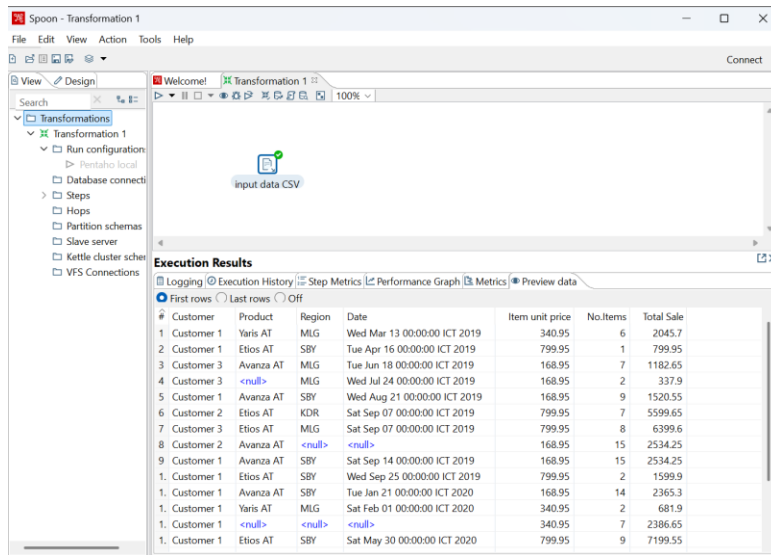 Spoon - Transformation 1
File Edit View Action Tools Help
Connect
View Design
Search
Transformations
Transformation 1
Run configuration:
Pentaho local
Database connecti
Steps
Hops
Partition schemas
Slave server
Kettle cluster scher
VFS Connections
Welcome! Transformation 1
100%
input data CSV
Execution Results
Logging Execution History Step Metrics Performance Graph Metrics Preview data
First rows Last rows Off
# Customer Product Region Date Item unit price No.Items Total Sale
1 Customer 1 Yaris AT MLG Wed Mar 13 00:00:00 ICT 2019 340.95 6 2045.7
2 Customer 1 Etios AT SBY Tue Apr 16 00:00:00 ICT 2019 799.95 1 799.95
3 Customer 3 Avanza AT MLG Tue Jun 18 00:00:00 ICT 2019 168.95 7 1182.65
4 Customer 3 <null> MLG Wed Jul 24 00:00:00 ICT 2019 168.95 2 337.9
5 Customer 1 Avanza AT SBY Wed Aug 21 00:00:00 ICT 2019 168.95 9 1520.55
6 Customer 2 Etios AT KDR Sat Sep 07 00:00:00 ICT 2019 799.95 7 5599.65
7 Customer 3 Etios AT MLG Sat Sep 07 00:00:00 ICT 2019 799.95 8 6399.6
8 Customer 2 Avanza AT <null> <null> 168.95 15 2534.25
9 Customer 1 Avanza AT SBY Sat Sep 14 00:00:00 ICT 2019 168.95 15 2534.25
1. Customer 1 Etios AT SBY Wed Sep 25 00:00:00 ICT 2019 799.95 2 1599.9
1. Customer 1 Avanza AT SBY Tue Jan 21 00:00:00 ICT 2020 168.95 14 2365.3
1. Customer 1 Yaris AT MLG Sat Feb 01 00:00:00 ICT 2020 340.95 2 681.9
1. Customer 1 <null> <null> <null> 340.95 7 2386.65
1. Customer 1 Etios AT SBY Sat May 30 00:00:00 ICT 2020 799.95 9 7199.55